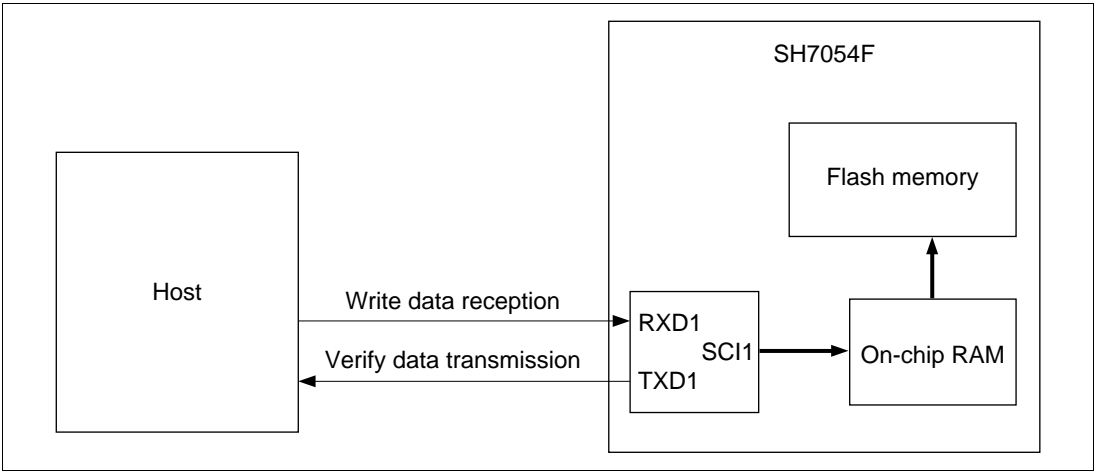 SH7054F
Flash memory
Host
Write data reception
RXD1
SCI1
On-chip RAM
Verify data transmission
TXD1